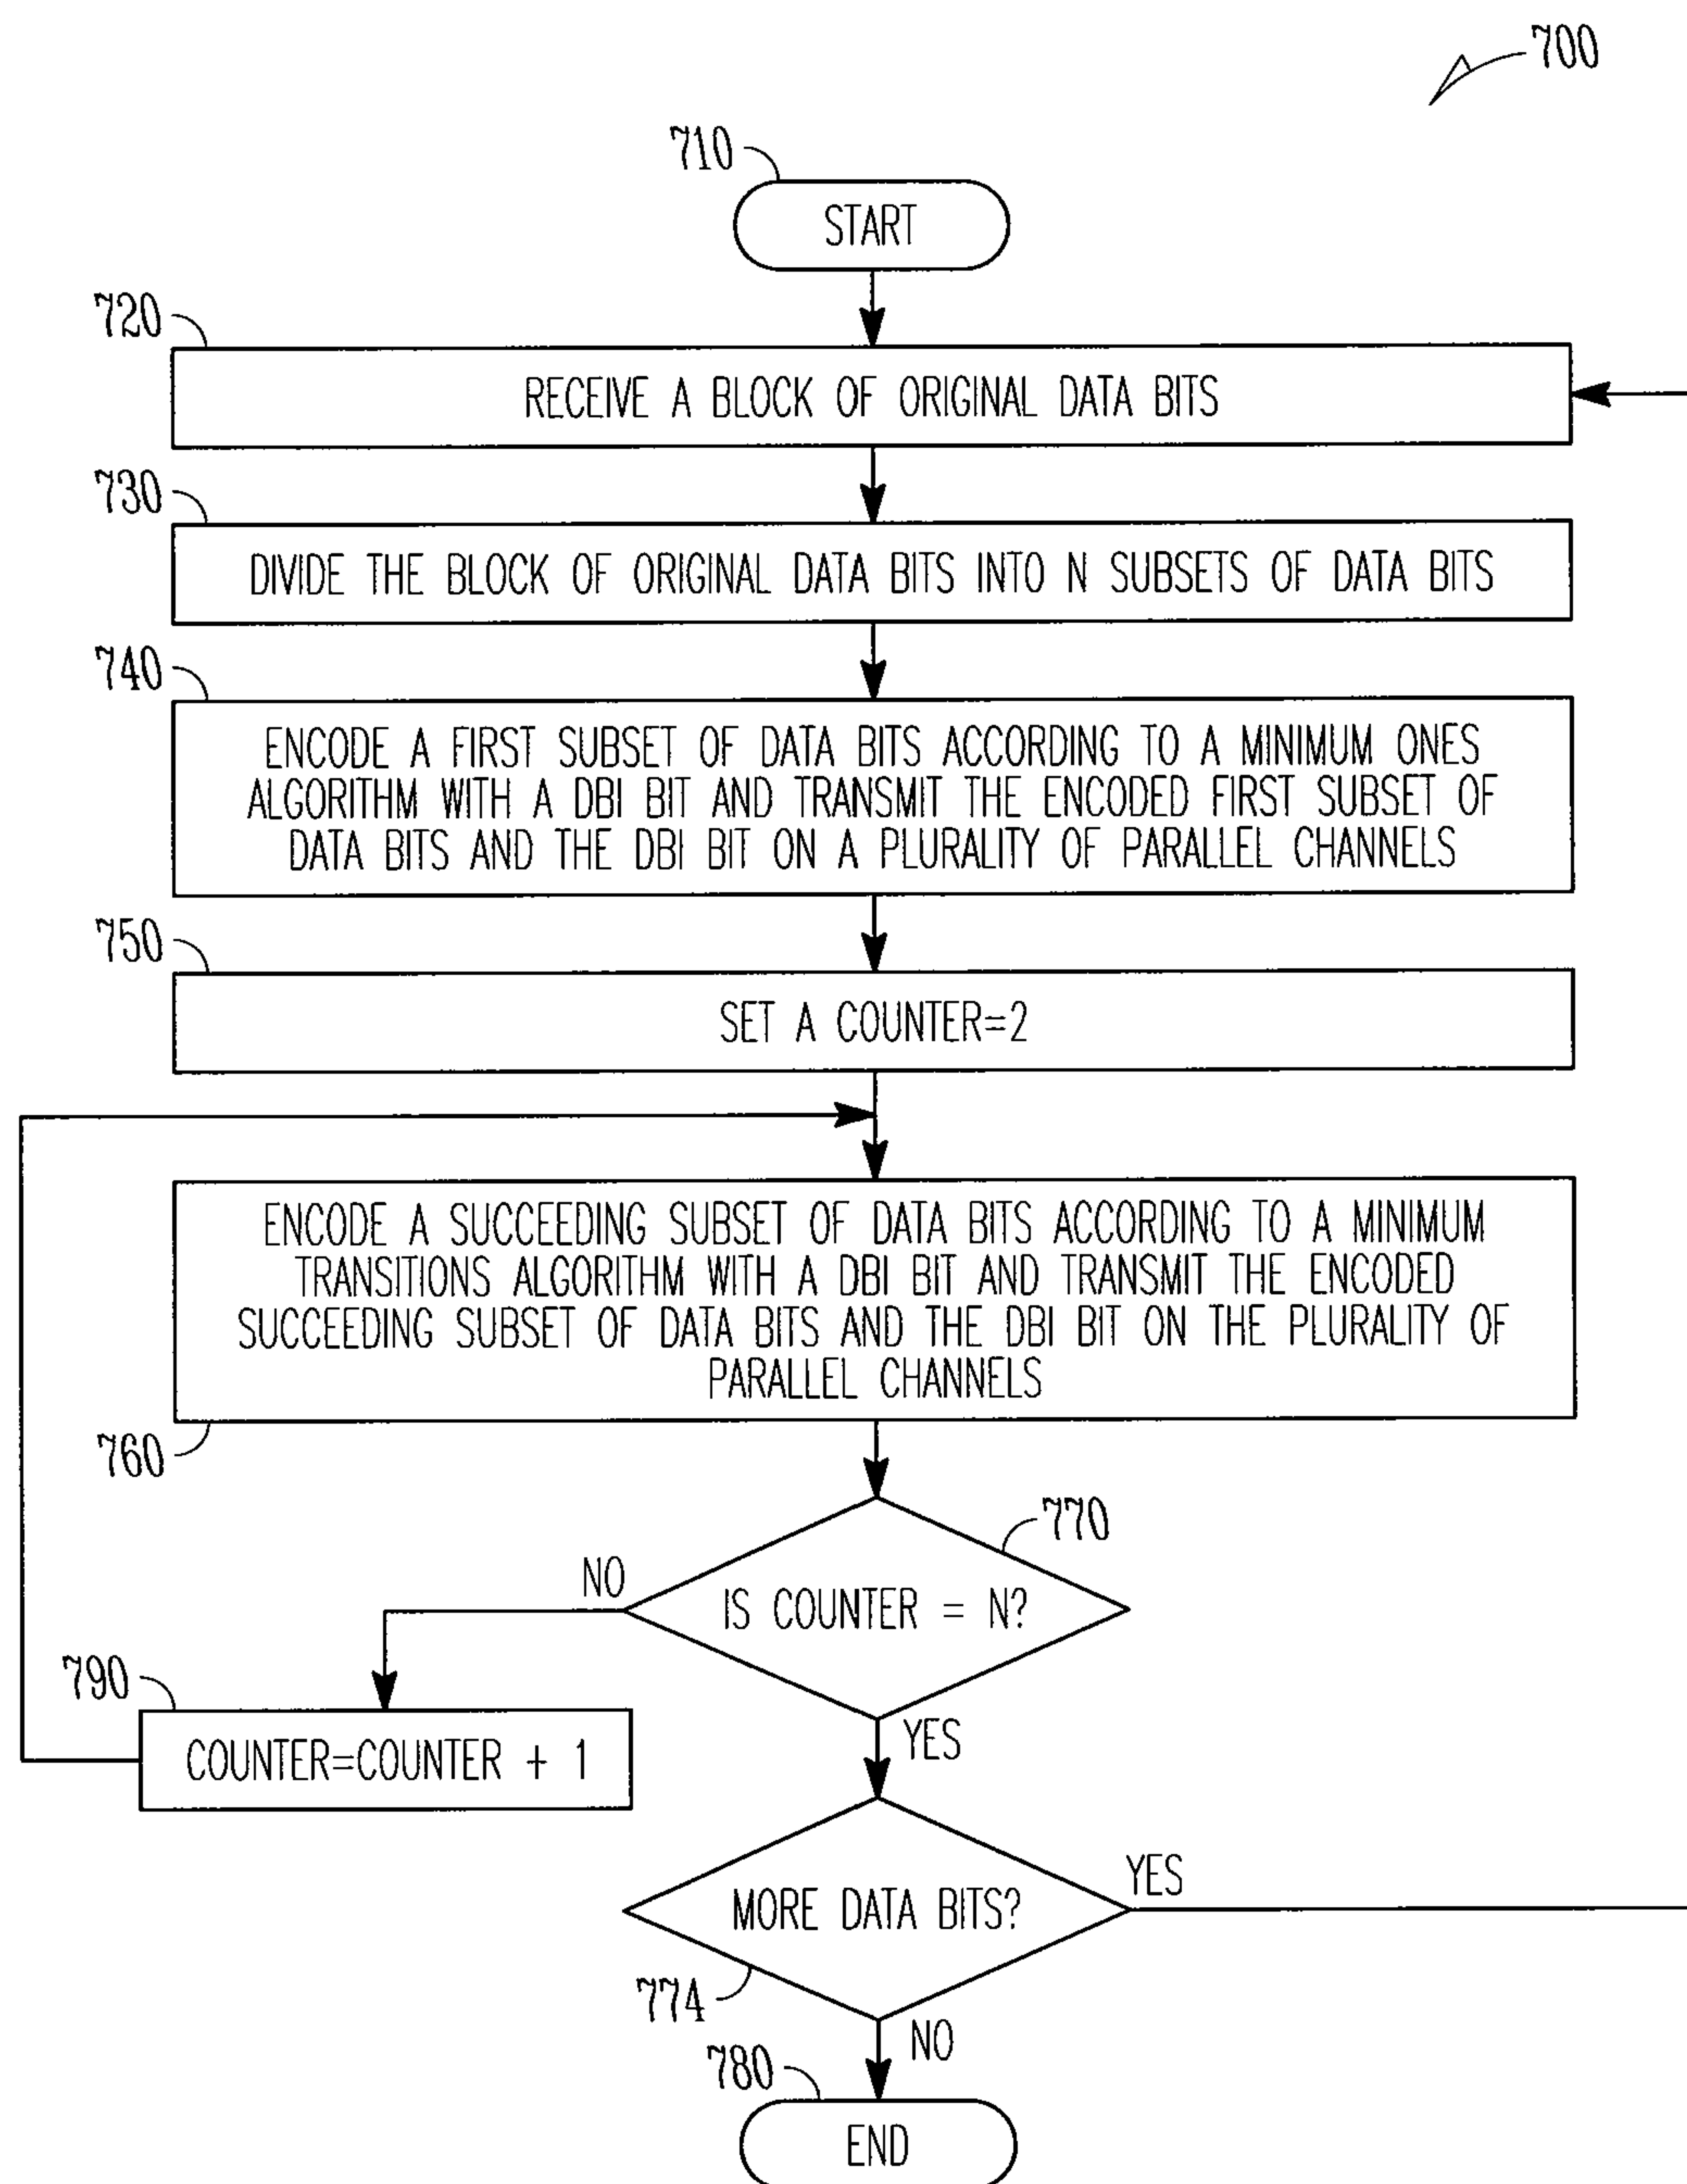 700
710
START
720
RECEIVE A BLOCK OF ORIGINAL DATA BITS
730
DIVIDE THE BLOCK OF ORIGINAL DATA BITS INTO N SUBSETS OF DATA BITS
740
ENCODE A FIRST SUBSET OF DATA BITS ACCORDING TO A MINIMUM ONES
ALGORITHM WITH A DBI BIT AND TRANSMIT THE ENCODED FIRST SUBSET OF
DATA BITS AND THE DBI BIT ON A PLURALITY OF PARALLEL CHANNELS
750
SET A COUNTER=2
ENCODE A SUCCEEDING SUBSET OF DATA BITS ACCORDING TO A MINIMUM
TRANSITIONS ALGORITHM WITH A DBI BIT AND TRANSMIT THE ENCODED
SUCCEEDING SUBSET OF DATA BITS AND THE DBI BIT ON THE PLURALITY OF
PARALLEL CHANNELS
760
770
NO
IS COUNTER = N?
790
COUNTER=COUNTER + 1
YES
YES
MORE DATA BITS?
774
NO
780
END